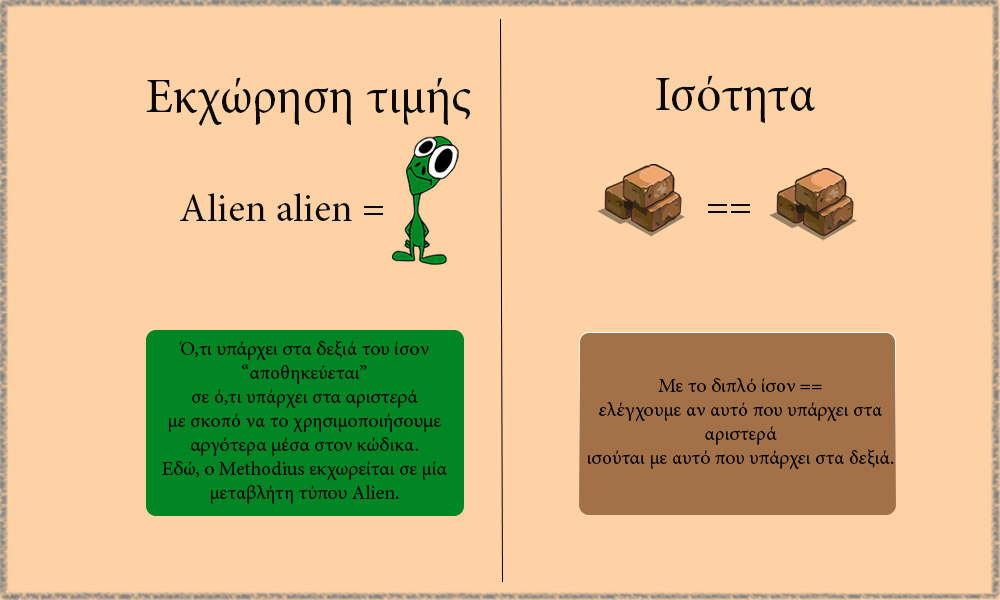 Εκχώρηση τιμής
Alien alien =
Ό,τι υπάρχει στα δεξιά του ίσον
“αποθηκεύεται”
σε ό,τι υπάρχει στα αριστερά
με σκοπό να το χρησιμοποιήσουμε
αργότερα μέσα στον κώδικα.
Εδώ, ο Methodius εκχωρείται σε μία
μεταβλήτη τύπου Alien.
Ισότητα
==
Με το διπλό ίσον ==
ελέγχουμε αν αυτό που υπάρχει στα
αριστερά
ισούται με αυτό που υπάρχει στα δεξιά.